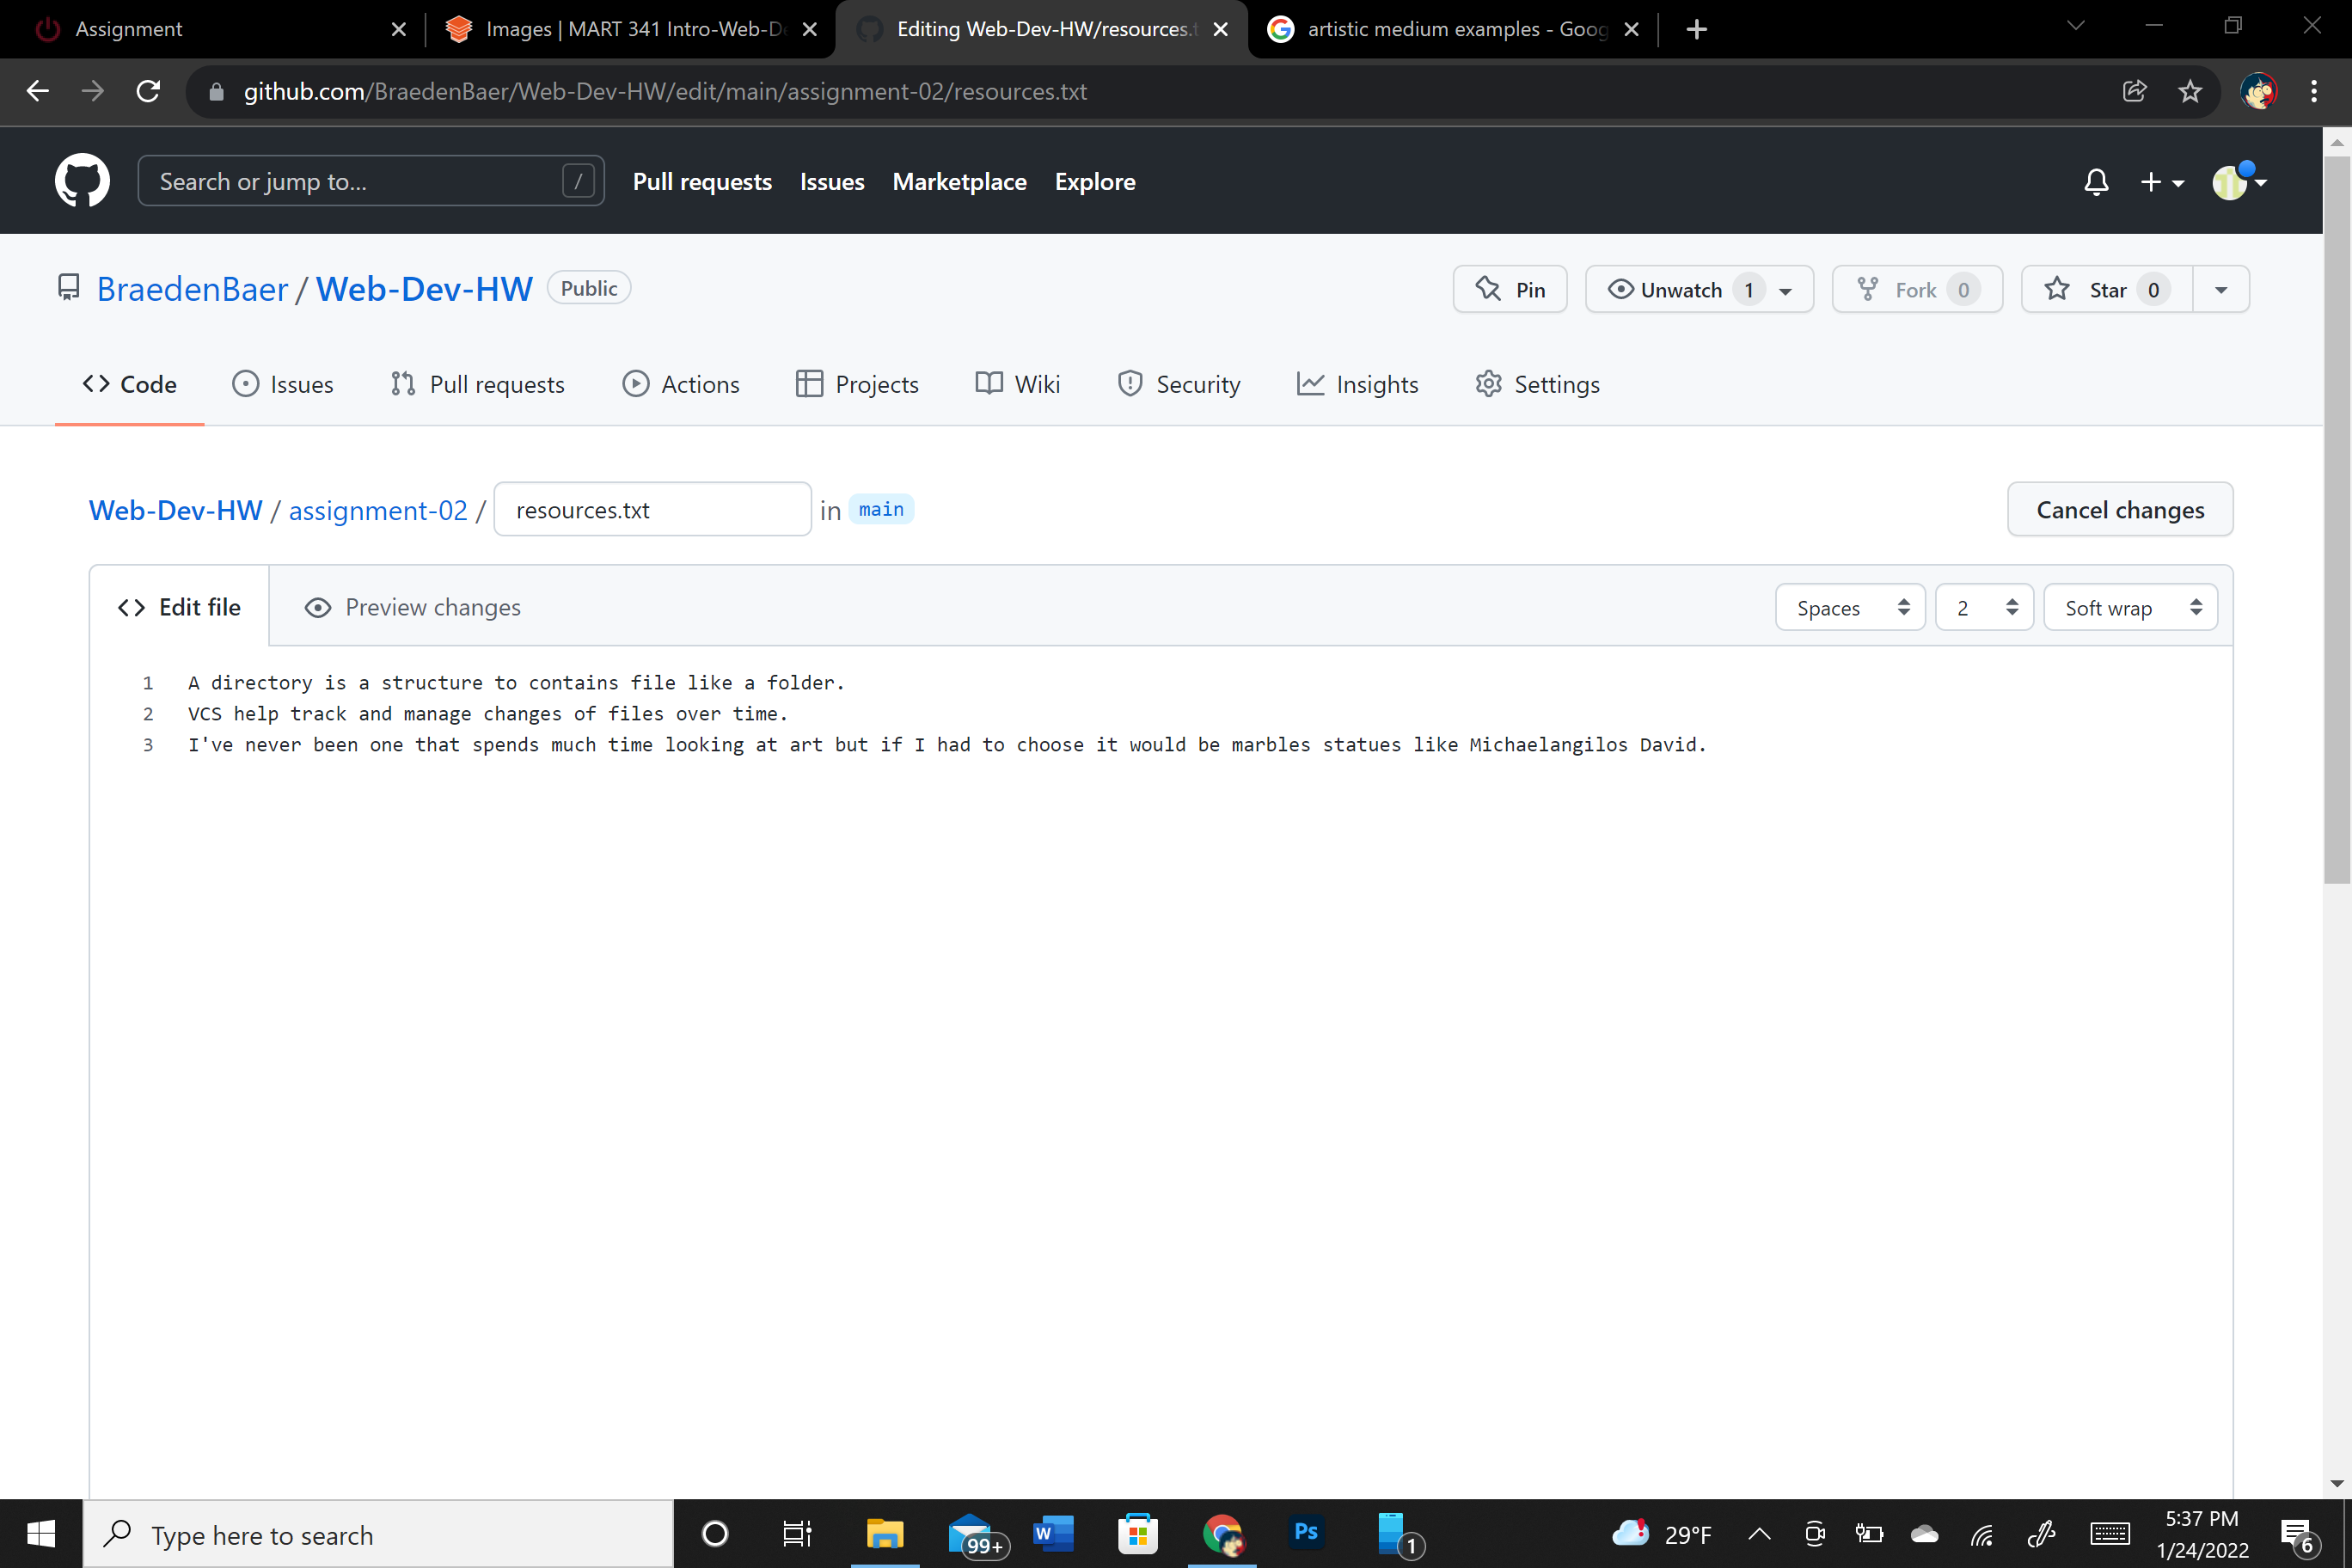 Assignment
Images | MART 341 Intro-Web-De
Editing Web-Dev-HW/resources.t
artistic medium examples - Goog
github.com/BraedenBaer/Web-Dev-HW/edit/main/assignment-02/resources.txt
Search or jump to... /
Pull requests Issues Marketplace Explore
BraedenBaer / Web-Dev-HW Public
Pin Unwatch 1 Fork 0 Star 0
Code Issues Pull requests Actions Projects Wiki Security Insights Settings
Web-Dev-HW / assignment-02 / resources.txt in main Cancel changes
Edit file Preview changes Spaces 2 Soft wrap
1 A directory is a structure to contains file like a folder.
2 VCS help track and manage changes of files over time.
3 I've never been one that spends much time looking at art but if I had to choose it would be marbles statues like Michaelangilos David.
Type here to search
99+
W
Ps
1
29°F
5:37 PM
1/24/2022
6